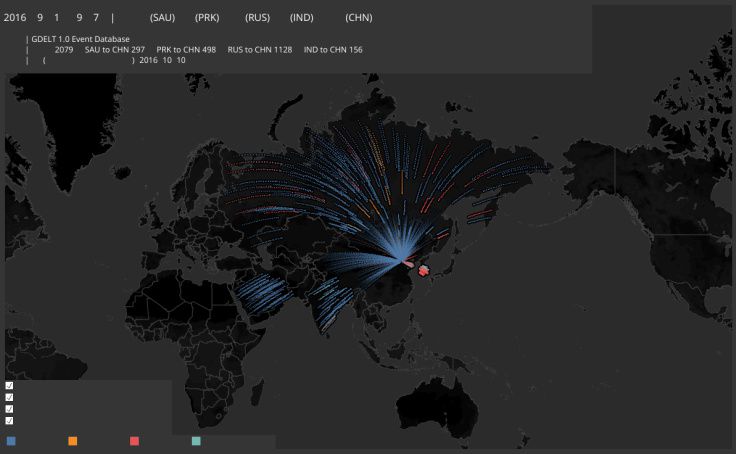 2016 9 1 9 7 | (SAU) (PRK) (RUS) (IND) (CHN)
| GDELT 1.0 Event Database
| 2079 SAU to CHN 297 PRK to CHN 498 RUS to CHN 1128 IND to CHN 156
| ( ) 2016 10 10